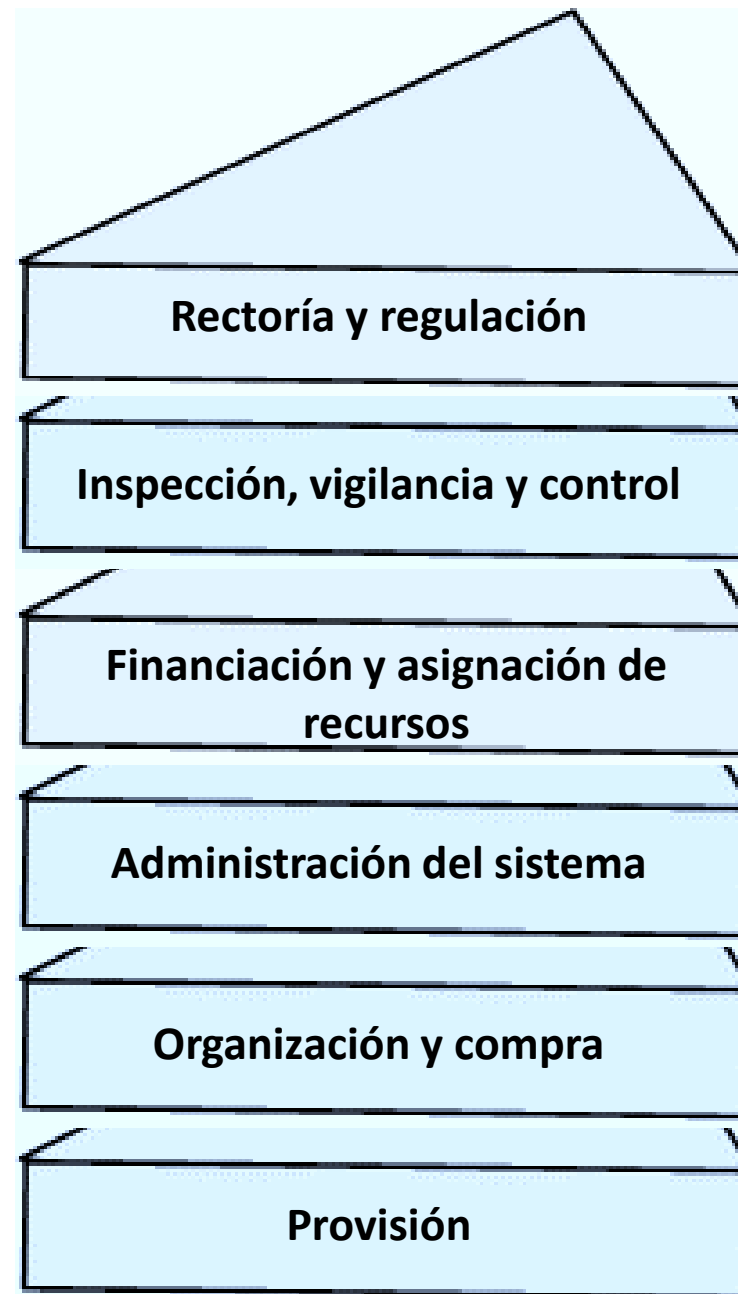 Rectoría y regulación
Inspección, vigilancia y control
Financiación y asignación de
recursos
Administración del sistema
Organización y compra
Provisión